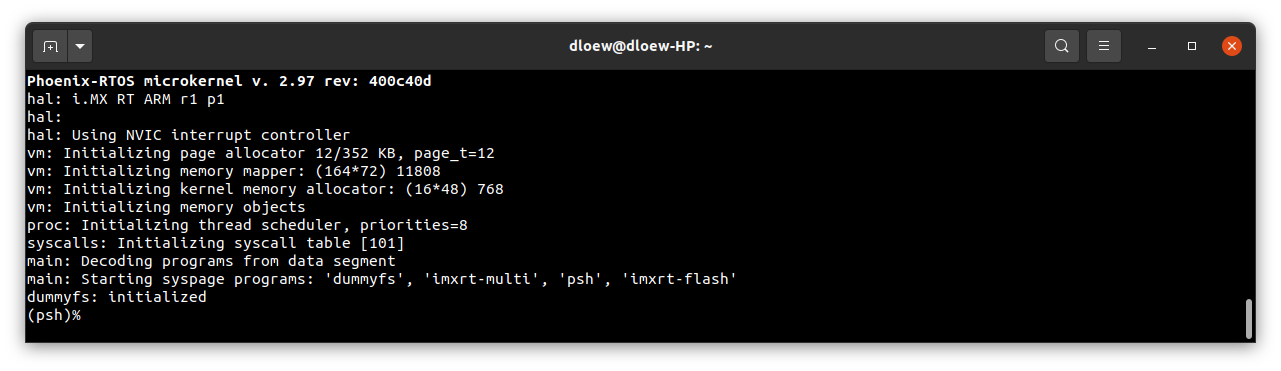 dloew@dloew-HP: ~
Phoenix-RTOS microkernel v. 2.97 rev: 400c40d
hal: i.MX RT ARM r1 p1
hal:
hal: Using NVIC interrupt controller
vm: Initializing page allocator 12/352 KB, page_t=12
vm: Initializing memory mapper: (164*72) 11808
vm: Initializing kernel memory allocator: (16*48) 768
vm: Initializing memory objects
proc: Initializing thread scheduler, priorities=8
syscalls: Initializing syscall table [101]
main: Decoding programs from data segment
main: Starting syspage programs: 'dummyfs', 'imxrt-multi', 'psh', 'imxrt-flash'
dummyfs: initialized
(psh)%